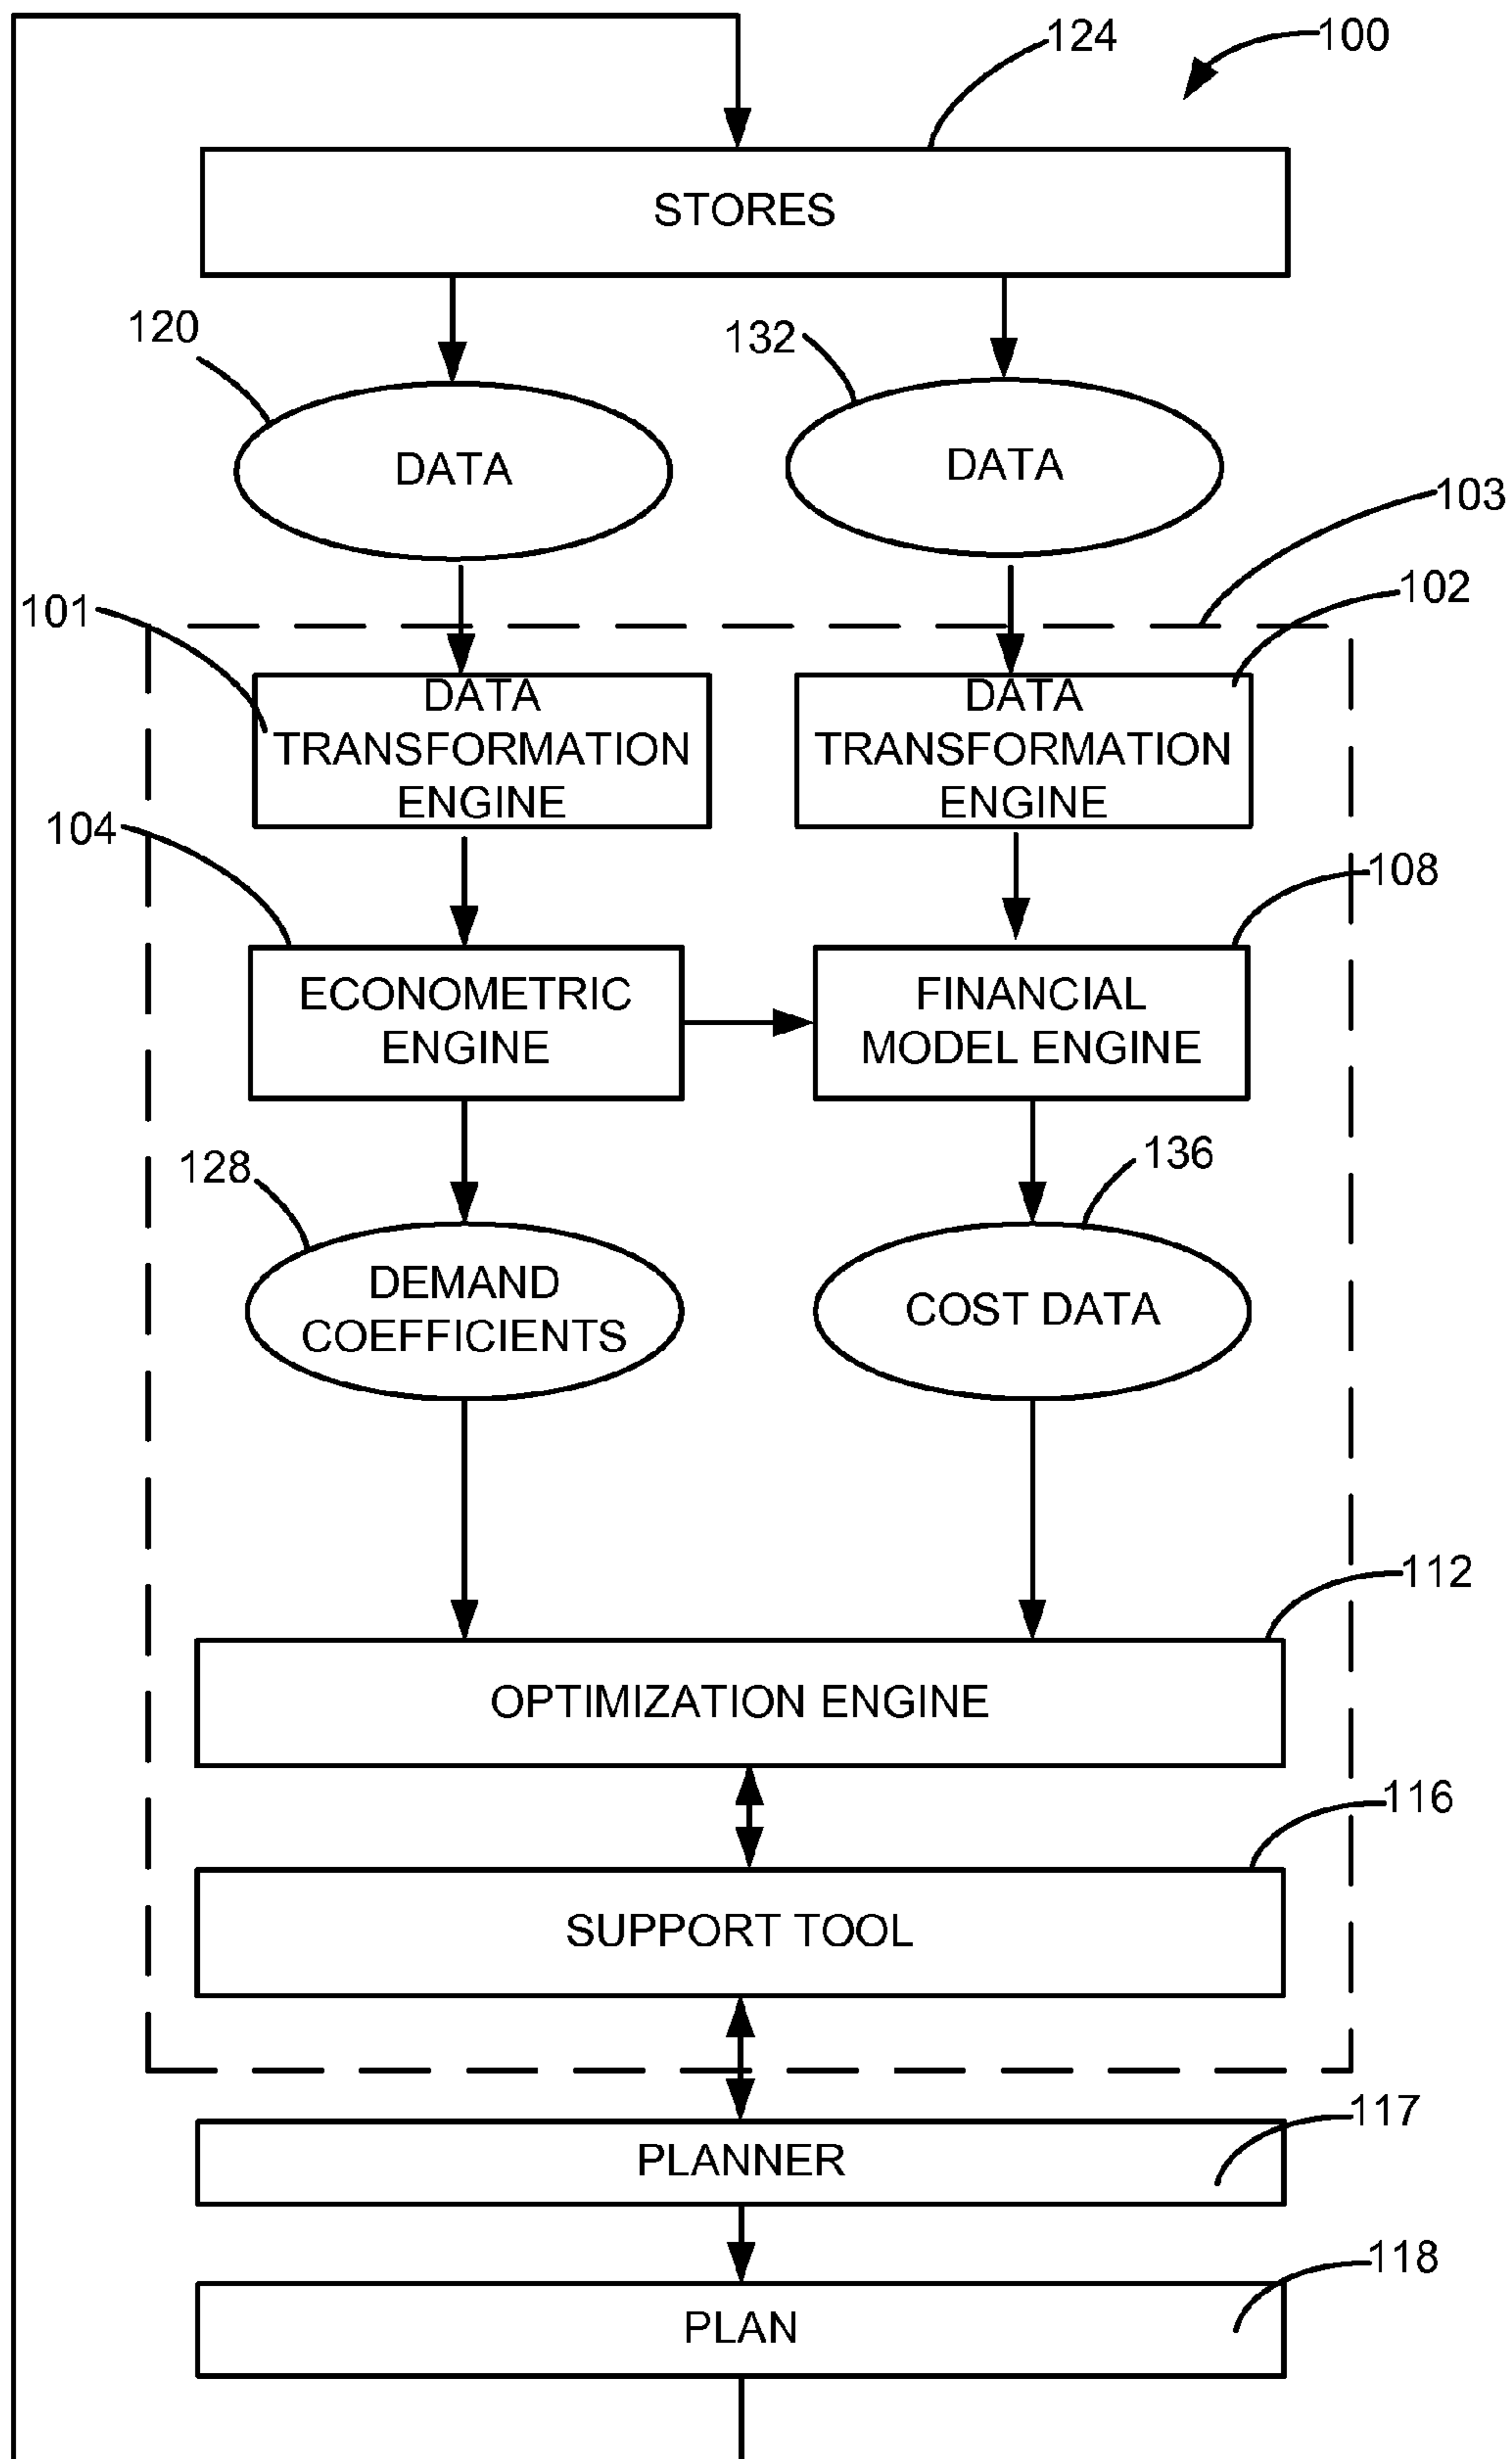 124
100
STORES
120
132
DATA
DATA
103
101
102
DATA
TRANSFORMATION
ENGINE
DATA
TRANSFORMATION
ENGINE
104
108
ECONOMETRIC
ENGINE
FINANCIAL
MODEL ENGINE
128
136
DEMAND
COEFFICIENTS
COST DATA
112
OPTIMIZATION ENGINE
116
SUPPORT TOOL
117
PLANNER
118
PLAN